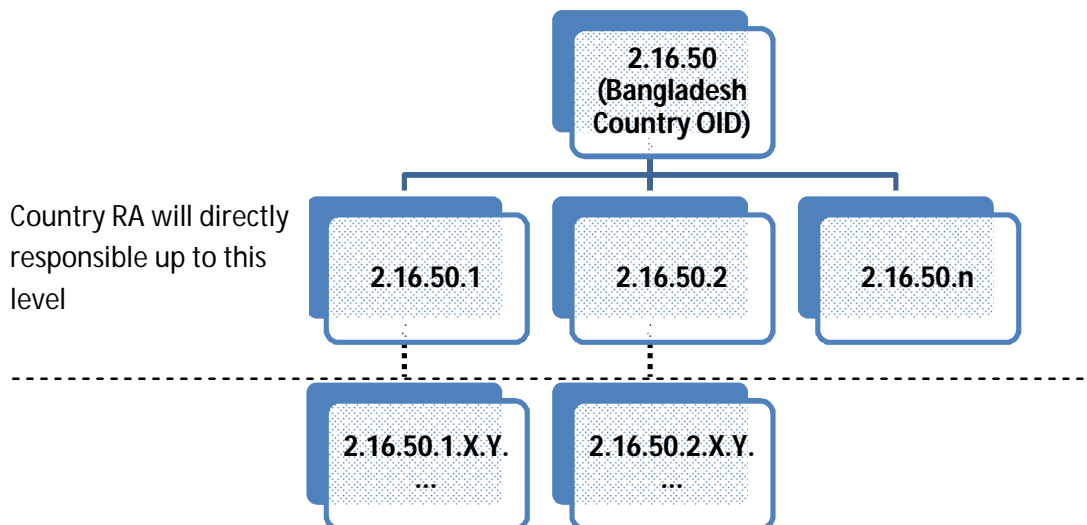 2.16.50
(Bangladesh
Country OID)
Country RA will directly
responsible up to this
level
2.16.50.1
2.16.50.2
2.16.50.n
2.16.50.1.X.Y.
...
2.16.50.2.X.Y.
...